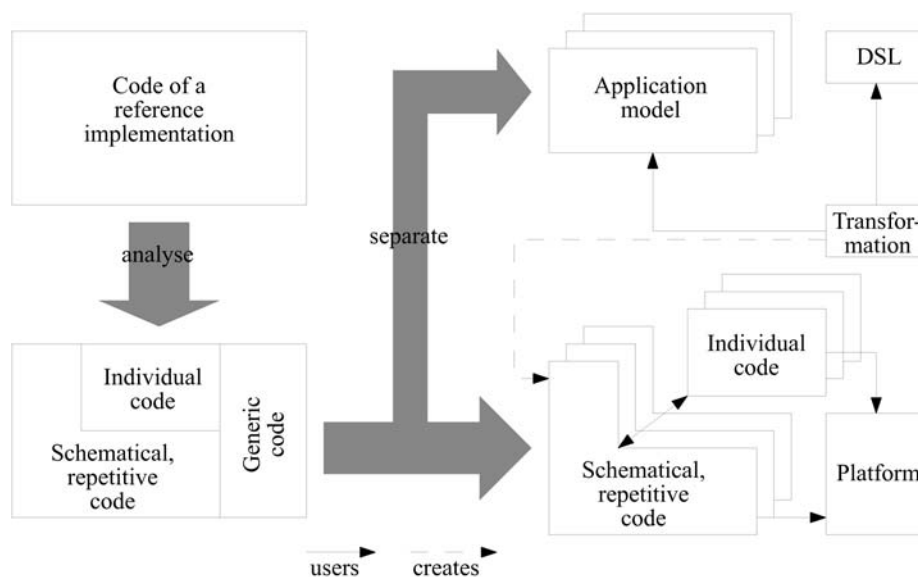 Code of a
reference
implementation
analyse
Individual
code
Schematical,
repetitive
code
Generic
code
separate
Application
model
DSL
Transfor-
mation
Individual
code
Schematical,
repetitive
code
Platform
users
creates